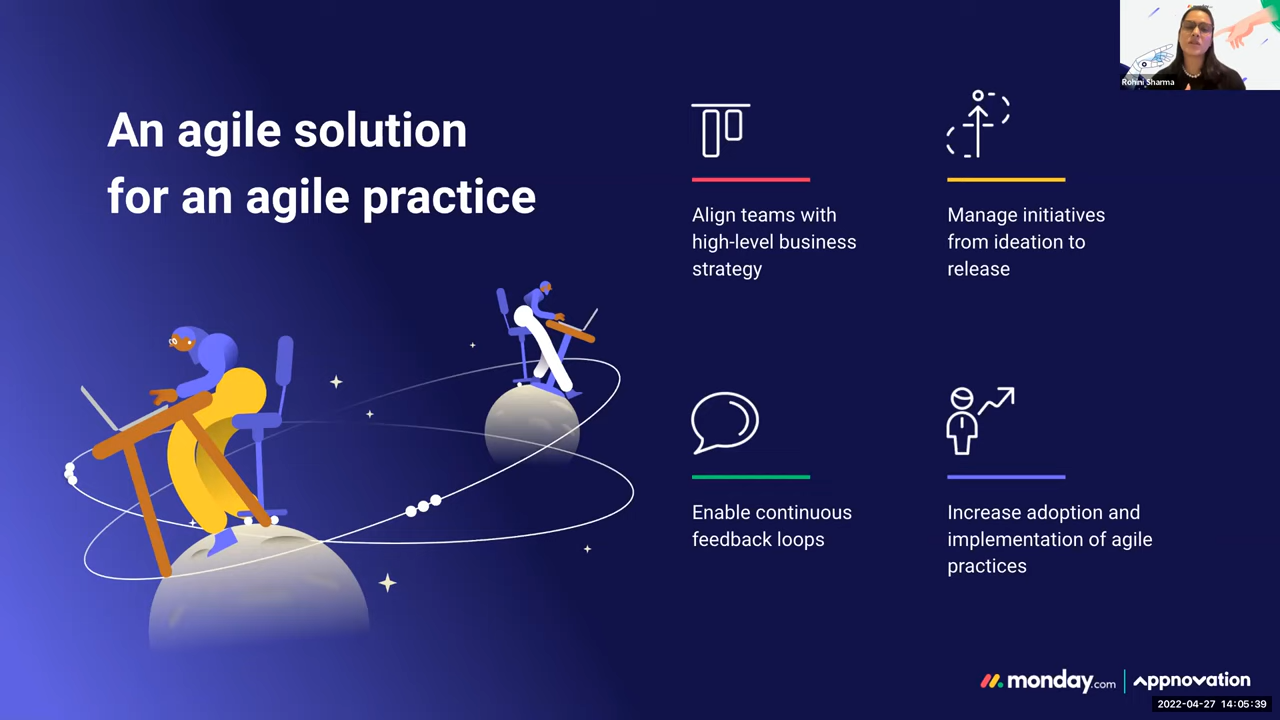 An agile solution
for an agile practice
Align teams with
high-level business
strategy
Manage initiatives
from ideation to
release
Enable continuous
feedback loops
Increase adoption and
implementation of agile
practices
monday.com
Rohini Sharma
monday.com
Appnovation
2022-04-27 14:05:39